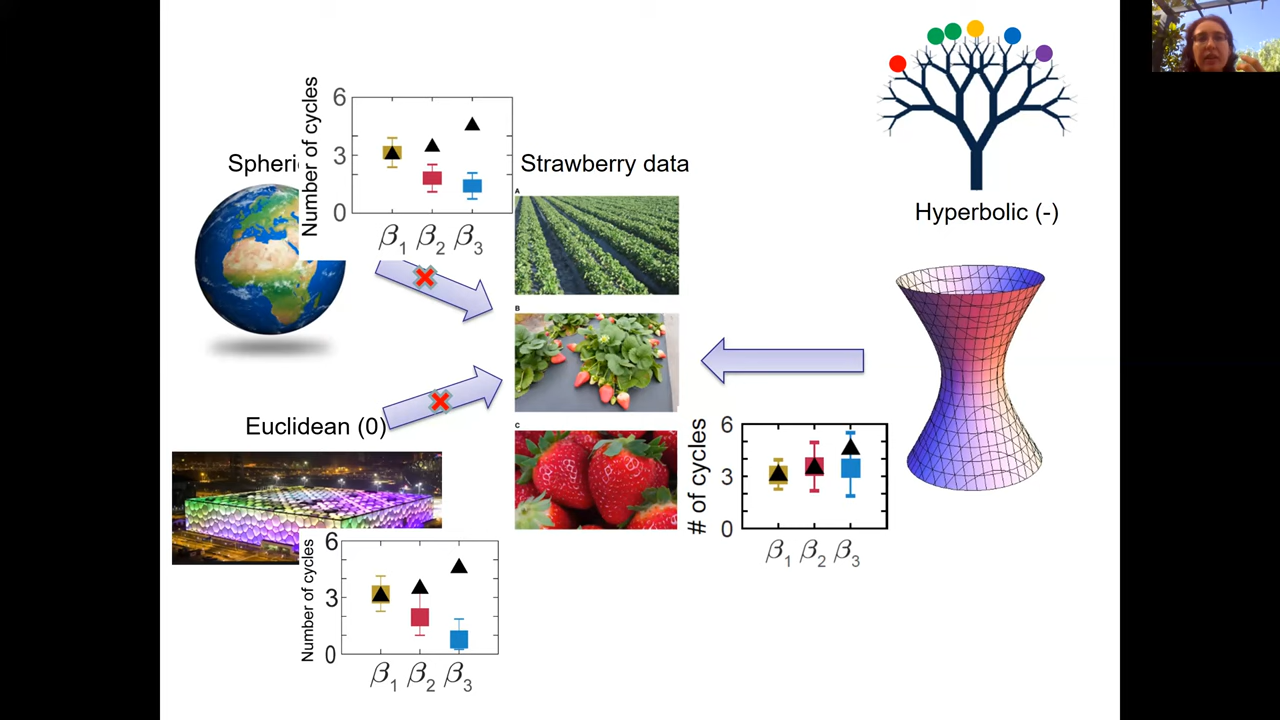 Number of cycles
6
3
0
β1 β2 β3
Spheri
Strawberry data
A
B
C
Hyperbolic (-)
Euclidean (0)
# of cycles
6
3
0
β1 β2 β3
Number of cycles
6
3
0
β1 β2 β3